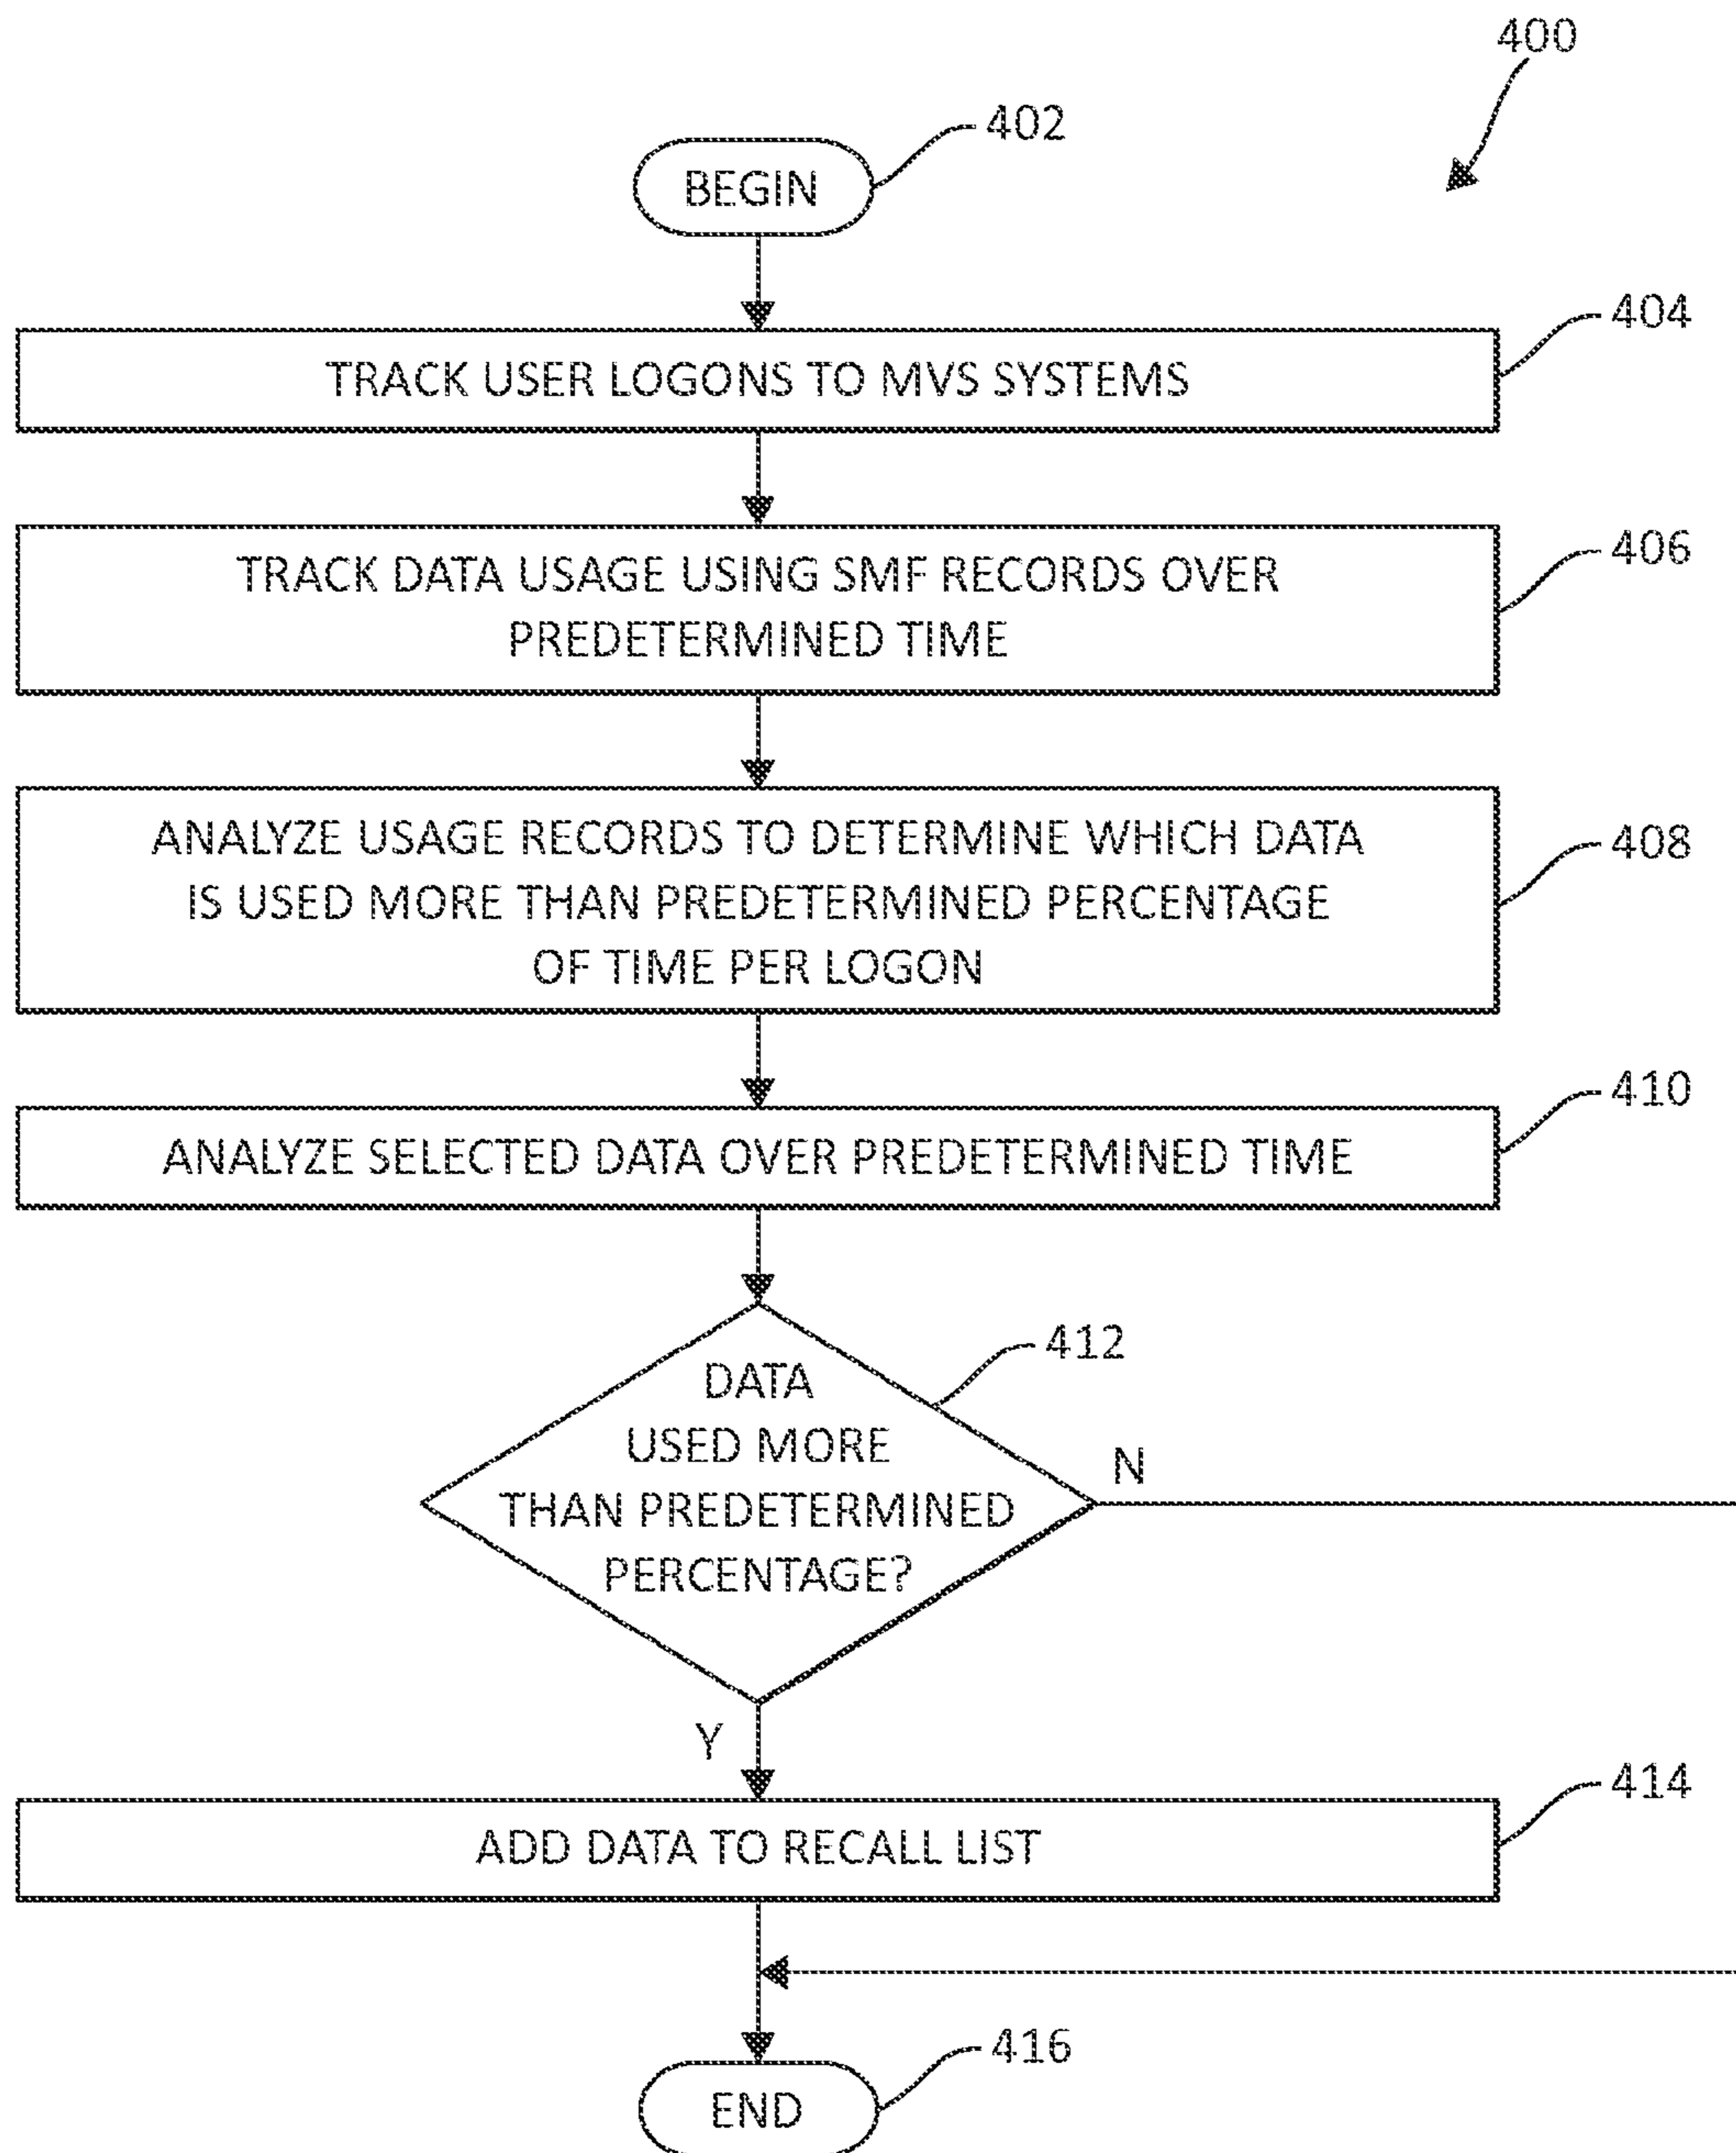 400
402
BEGIN
404
TRACK USER LOGONS TO MVS SYSTEMS
406
TRACK DATA USAGE USING SMF RECORDS OVER
PREDETERMINED TIME
408
ANALYZE USAGE RECORDS TO DETERMINE WHICH DATA
IS USED MORE THAN PREDETERMINED PERCENTAGE
OF TIME PER LOGON
410
ANALYZE SELECTED DATA OVER PREDETERMINED TIME
412
DATA
USED MORE
THAN PREDETERMINED
PERCENTAGE?
N
Y
414
ADD DATA TO RECALL LIST
416
END